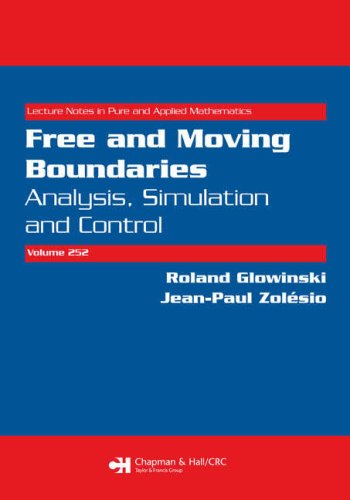 Lecture Notes in Pure and Applied Mathematics
Free and Moving
Boundaries
Analysis, Simulation
and Control
Volume 252
Roland Glowinski
Jean-Paul Zolésio
CH Chapman & Hall/CRC
Taylor & Francis Group